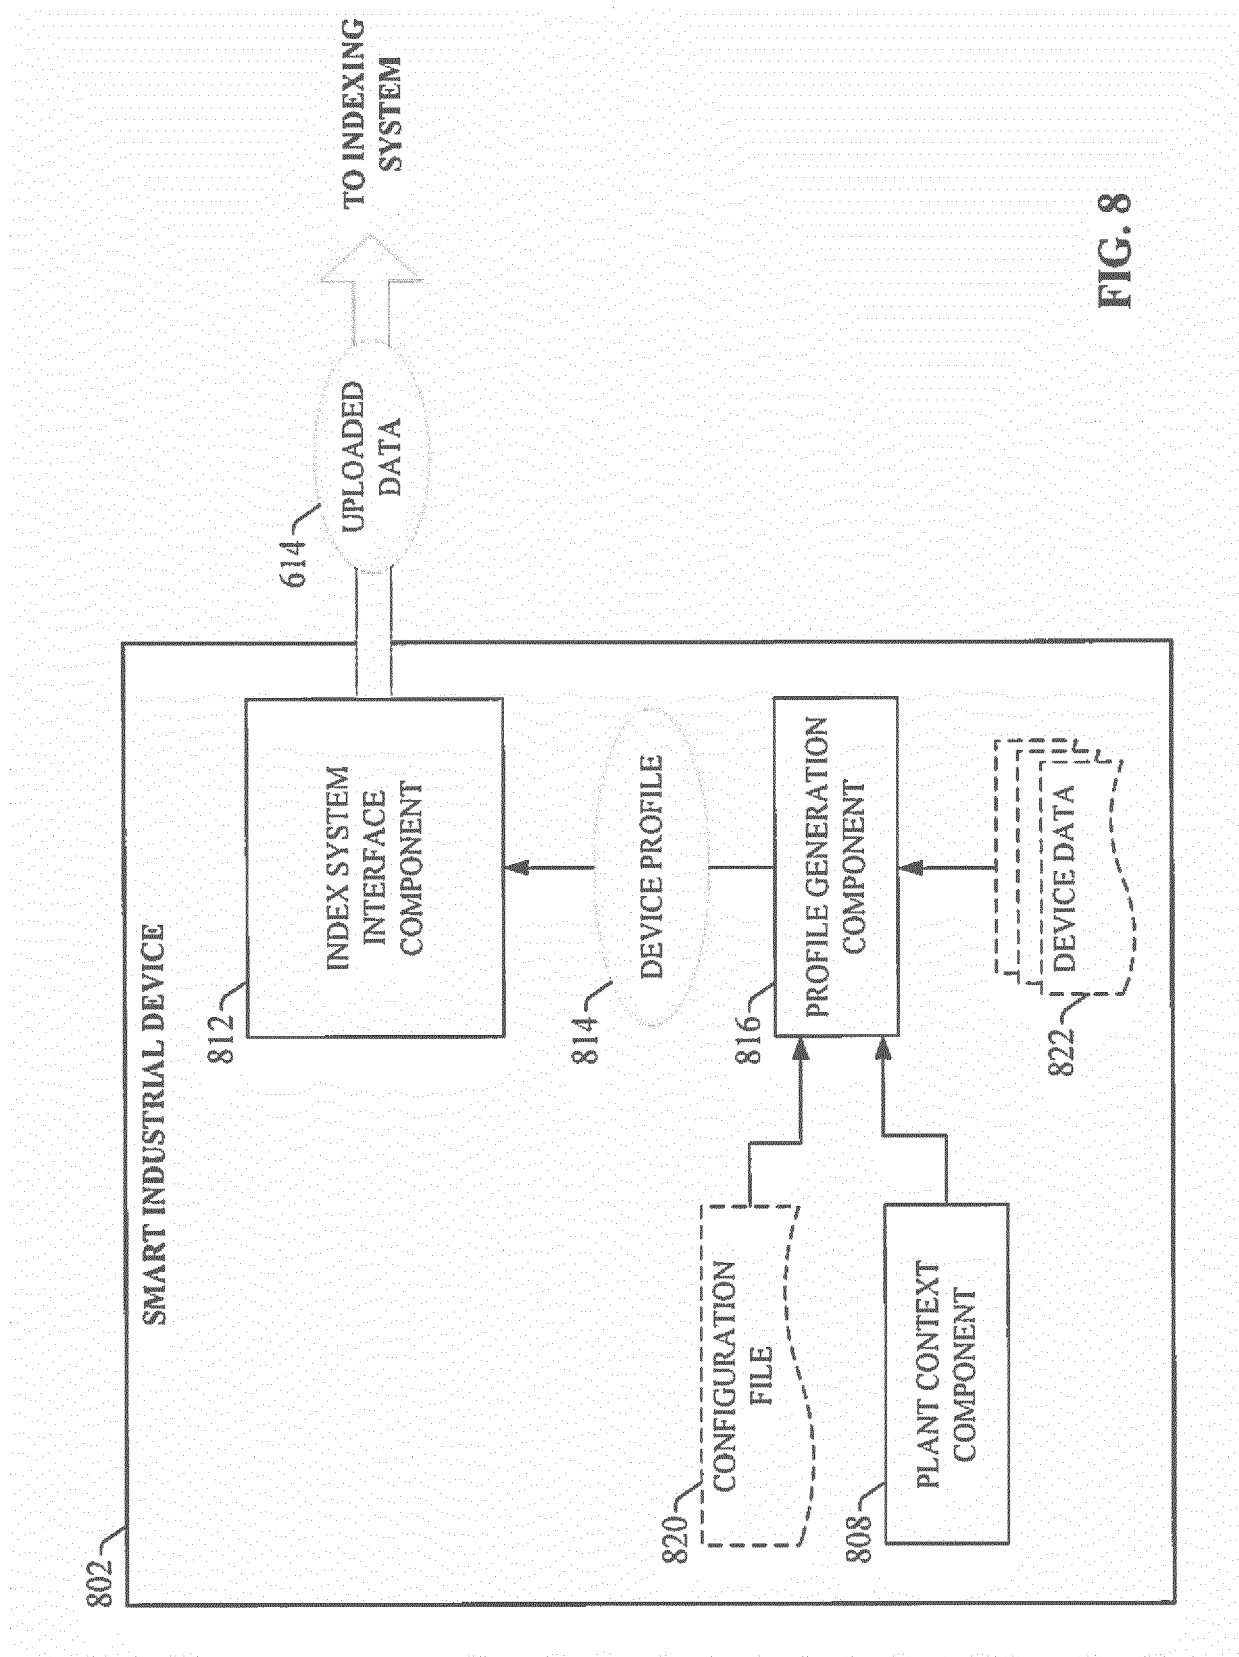 SMART INDUSTRIAL DEVICE
802
812
INDEX SYSTEM
INTERFACE
COMPONENT
614
UPLOADED
DATA
TO INDEXING
SYSTEM
814
DEVICE PROFILE
820
CONFIGURATION
FILE
816
PROFILE GENERATION
COMPONENT
808
PLANT CONTEXT
COMPONENT
822
DEVICE DATA
FIG. 8